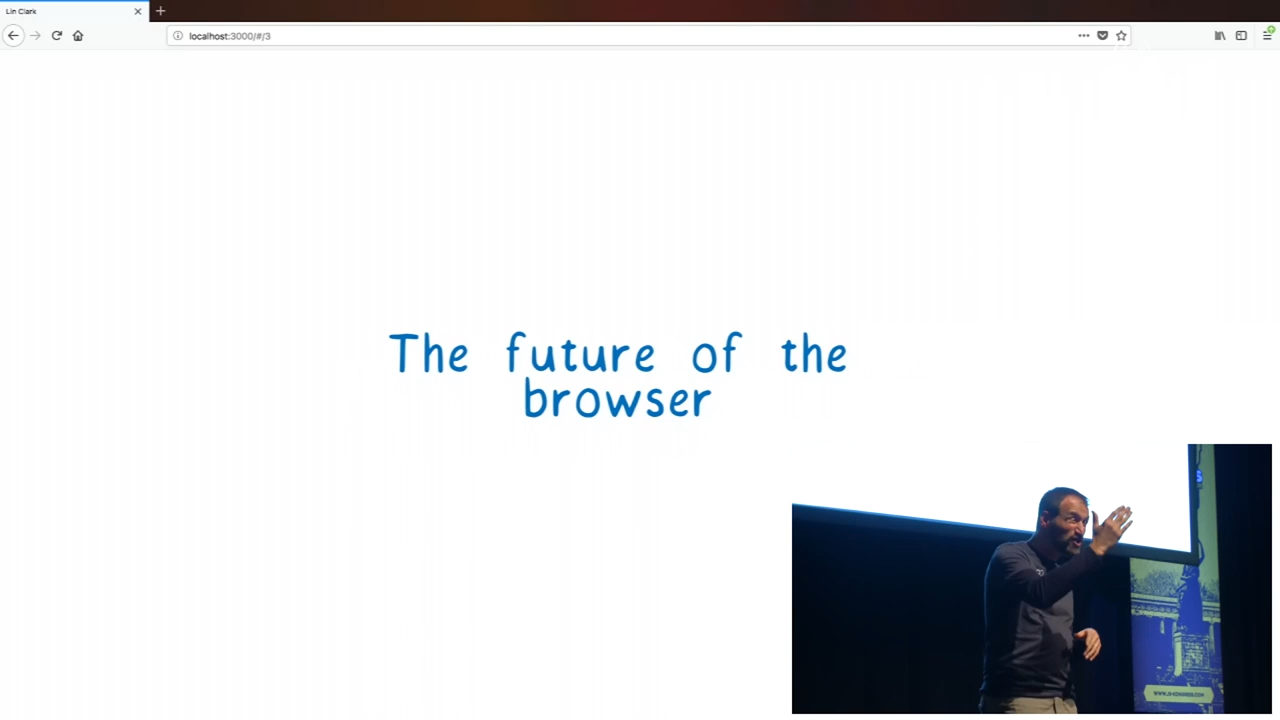 Lin Clark
localhost:3000/#/3
The future of the
browser
S